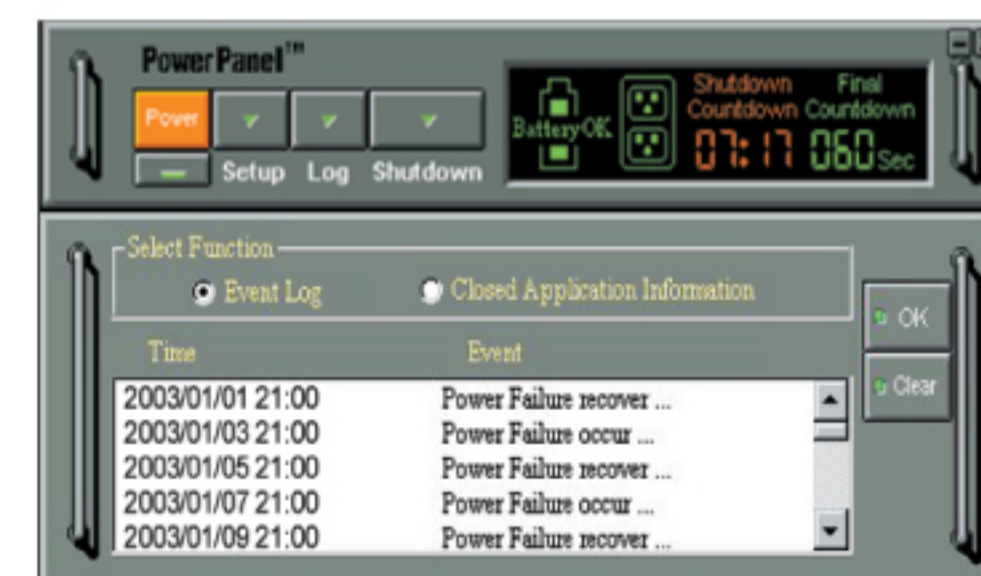 PowerPanel™
Power
Setup Log Shutdown
Battery OK
Shutdown Countdown
07:17
Final Countdown
060 Sec
Select Function
Event Log
Closed Application Information
OK
Clear
Time Event
2003/01/01 21:00 Power Failure recover ...
2003/01/03 21:00 Power Failure occur ...
2003/01/05 21:00 Power Failure recover ...
2003/01/07 21:00 Power Failure occur ...
2003/01/09 21:00 Power Failure recover ...